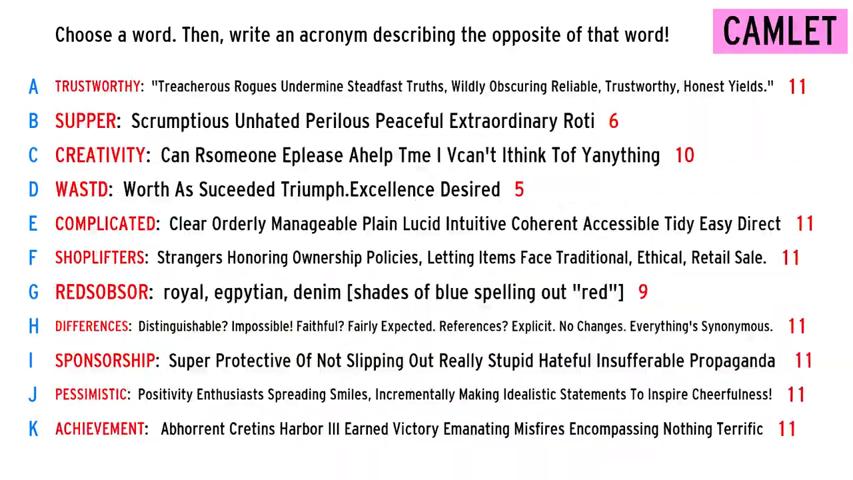 Choose a word. Then, write an acronym describing the opposite of that word!
CAMLET
A TRUSTWORTHY: "Treacherous Rogues Undermine Steadfast Truths, Wildly Obscuring Reliable, Trustworthy, Honest Yields." 11
B SUPPER: Scrumptious Unhated Perilous Peaceful Extraordinary Roti 6
C CREATIVITY: Can Rsomeone Eplease Ahelp Tme I Vcan't Ithink Tof Yanything 10
D WASTD: Worth As Suceeded Triumph.Excellence Desired 5
E COMPLICATED: Clear Orderly Manageable Plain Lucid Intuitive Coherent Accessible Tidy Easy Direct 11
F SHOPLIFTERS: Strangers Honoring Ownership Policies, Letting Items Face Traditional, Ethical, Retail Sale. 11
G REDSOBSOR: royal, egpytian, denim [shades of blue spelling out "red"] 9
H DIFFERENCES: Distinguishable? Impossible! Faithful? Fairly Expected. References? Explicit. No Changes. Everything's Synonymous. 11
I SPONSORSHIP: Super Protective Of Not Slipping Out Really Stupid Hateful Insufferable Propaganda 11
J PESSIMISTIC: Positivity Enthusiasts Spreading Smiles, Incrementally Making Idealistic Statements To Inspire Cheerfulness! 11
K ACHIEVEMENT: Abhorrent Cretins Harbor Ill Earned Victory Emanating Misfires Encompassing Nothing Terrific 11